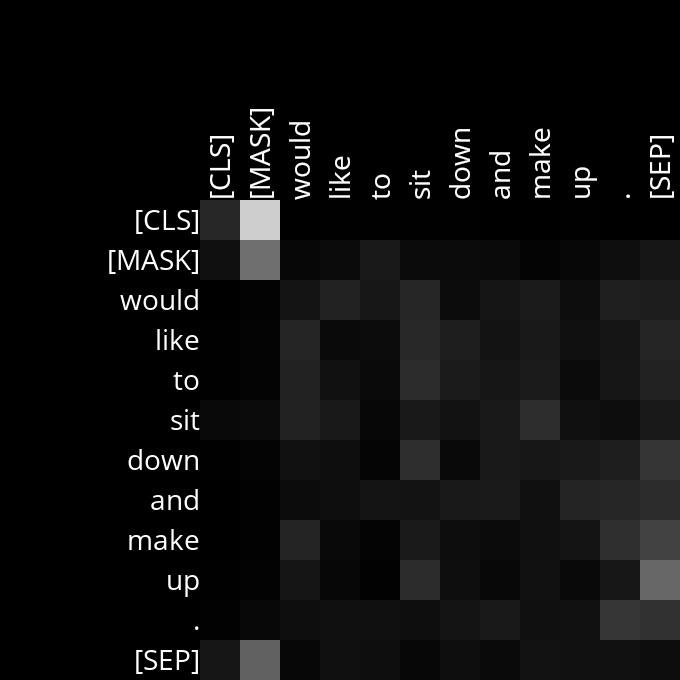 [CLS] [MASK] would like to sit down and make up . [SEP]
[CLS]
[MASK]
would
like
to
sit
down
and
make
up
.
[SEP]